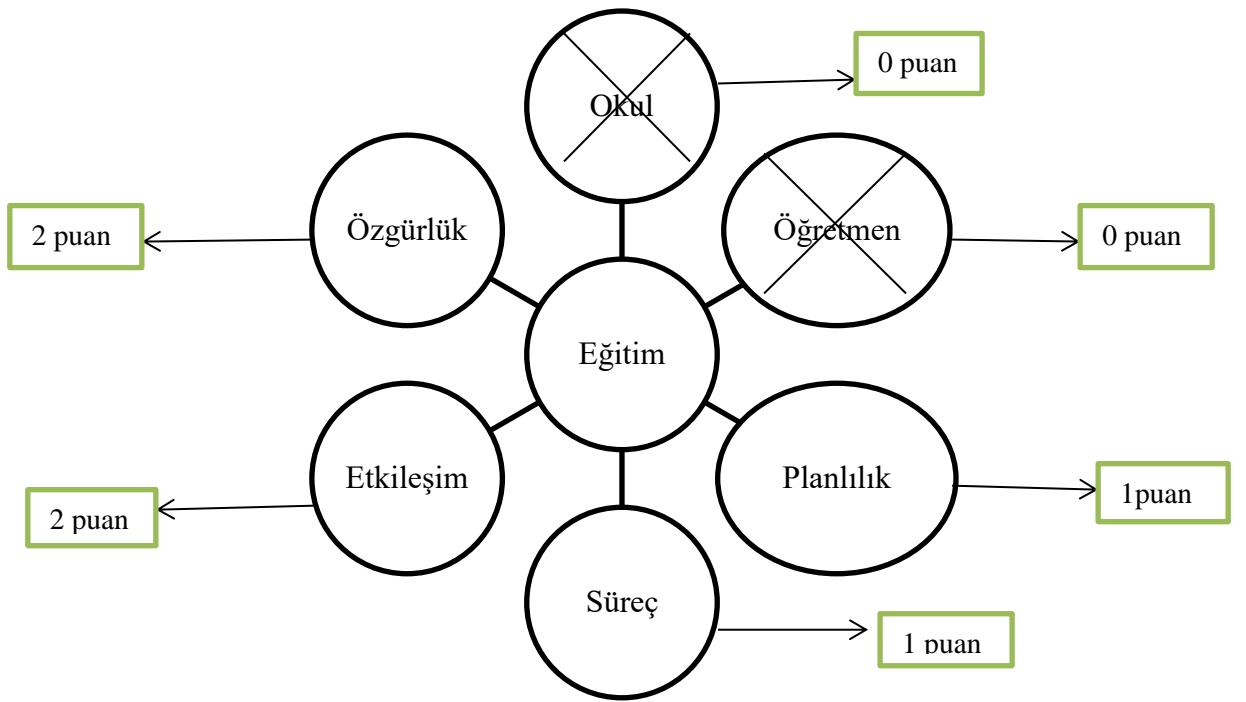 Okul
0 puan
Özgürlük
2 puan
Öğretmen
0 puan
Eğitim
Etkileşim
2 puan
Planlılık
1puan
Süreç
1 puan